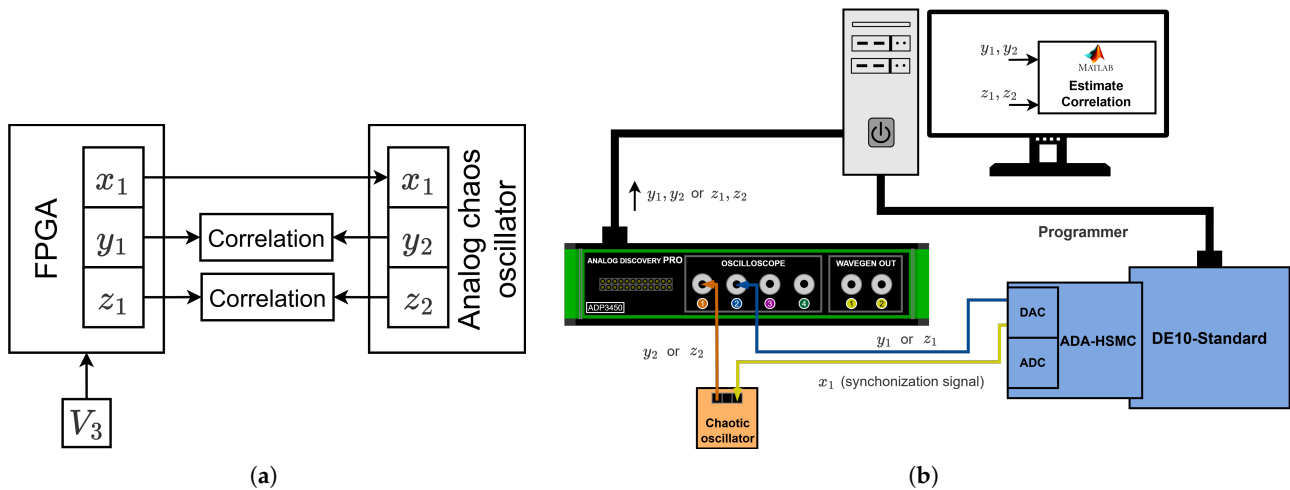 FPGA
x₁
y₁
z₁
Correlation
Correlation
x₁
y₂
z₂
Analog chaos
oscillator
V₃
(a)
y₁, y₂
z₁, z₂
MATLAB
Estimate
Correlation
y₁, y₂ or z₁, z₂
Programmer
ANALOG DISCOVERY PRO
OSCILLOSCOPE
WAVEGEN OUT
1
2
3
4
1
2
ADP3450
y₂ or z₂
y₁ or z₁
x₁ (synchonization signal)
DAC
ADC
ADA-HSMC
DE10-Standard
Chaotic
oscillator
(b)